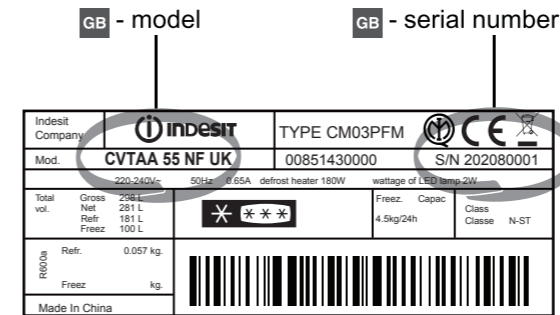 GB - model
GB - serial number
Indesit Company
indesit
TYPE CM03PFM
CE
Mod.
CVTAA 55 NF UK
00851430000
S/N 202080001
220-240V~ 50Hz 0.65A defrost heater 180W wattage of LED lamp 2W
Total vol.
Gross 298 L
Net 281 L
Refr 181 L
Freez 100 L
Freez. Capac
4.5kg/24h
Class
Classe N-ST
R600a
Refr. 0.057 kg.
Freez kg.
Made In China